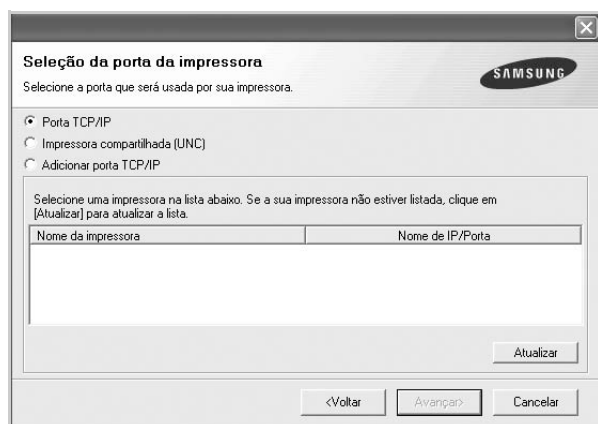 Seleção da porta da impressora
Selecione a porta que será usada por sua impressora.
SAMSUNG
Porta TCP/IP
Impressora compartilhada (UNC)
Adicionar porta TCP/IP
Selecione uma impressora na lista abaixo. Se a sua impressora não estiver listada, clique em
[Atualizar] para atualizar a lista.
Nome da impressora Nome de IP/Porta
Atualizar
<Voltar Avançar> Cancelar